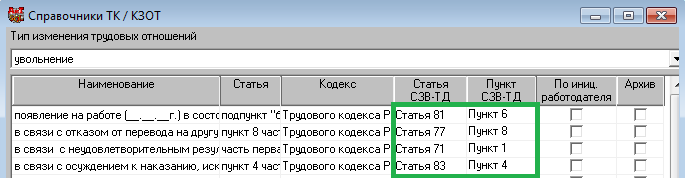 Справочники ТК / КЗОТ
Тип изменения трудовых отношений
увольнение
Наименование Статья Кодекс Статья СЗВ-ТД Пункт СЗВ-ТД По иниц. работодателя Архив
появление на работе (__.__.__г.) в состо подпункт "б Трудового кодекса Р Статья 81 Пункт 6
в связи с отказом от перевода на другу пункт 8 част Трудового кодекса Р Статья 77 Пункт 8
в связи с неудовлетворительным резул часть перва Трудового кодекса Р Статья 71 Пункт 1
в связи с осуждением к наказанию, иск пункт 4 част Трудового кодекса Р Статья 83 Пункт 4